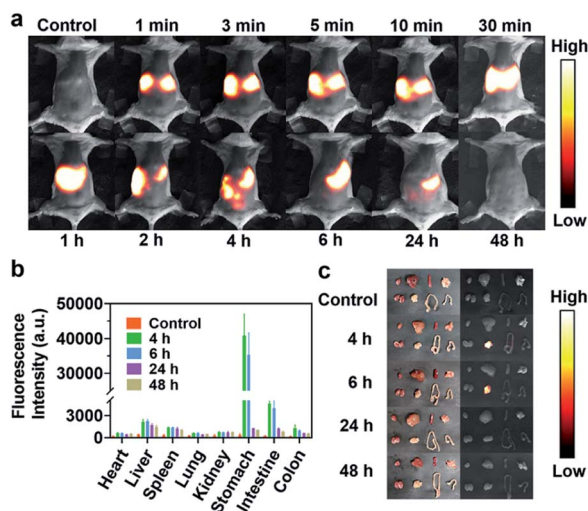 a
Control 1 min 3 min 5 min 10 min 30 min
High
Low
1 h 2 h 4 h 6 h 24 h 48 h
b
Fluorescence
Intensity (a.u.)
50000
40000
30000
3000
0
Control
4 h
6 h
24 h
48 h
Heart Liver Spleen Lung Kidney Stomach Intestine Colon
c
Control
4 h
6 h
24 h
48 h
High
Low